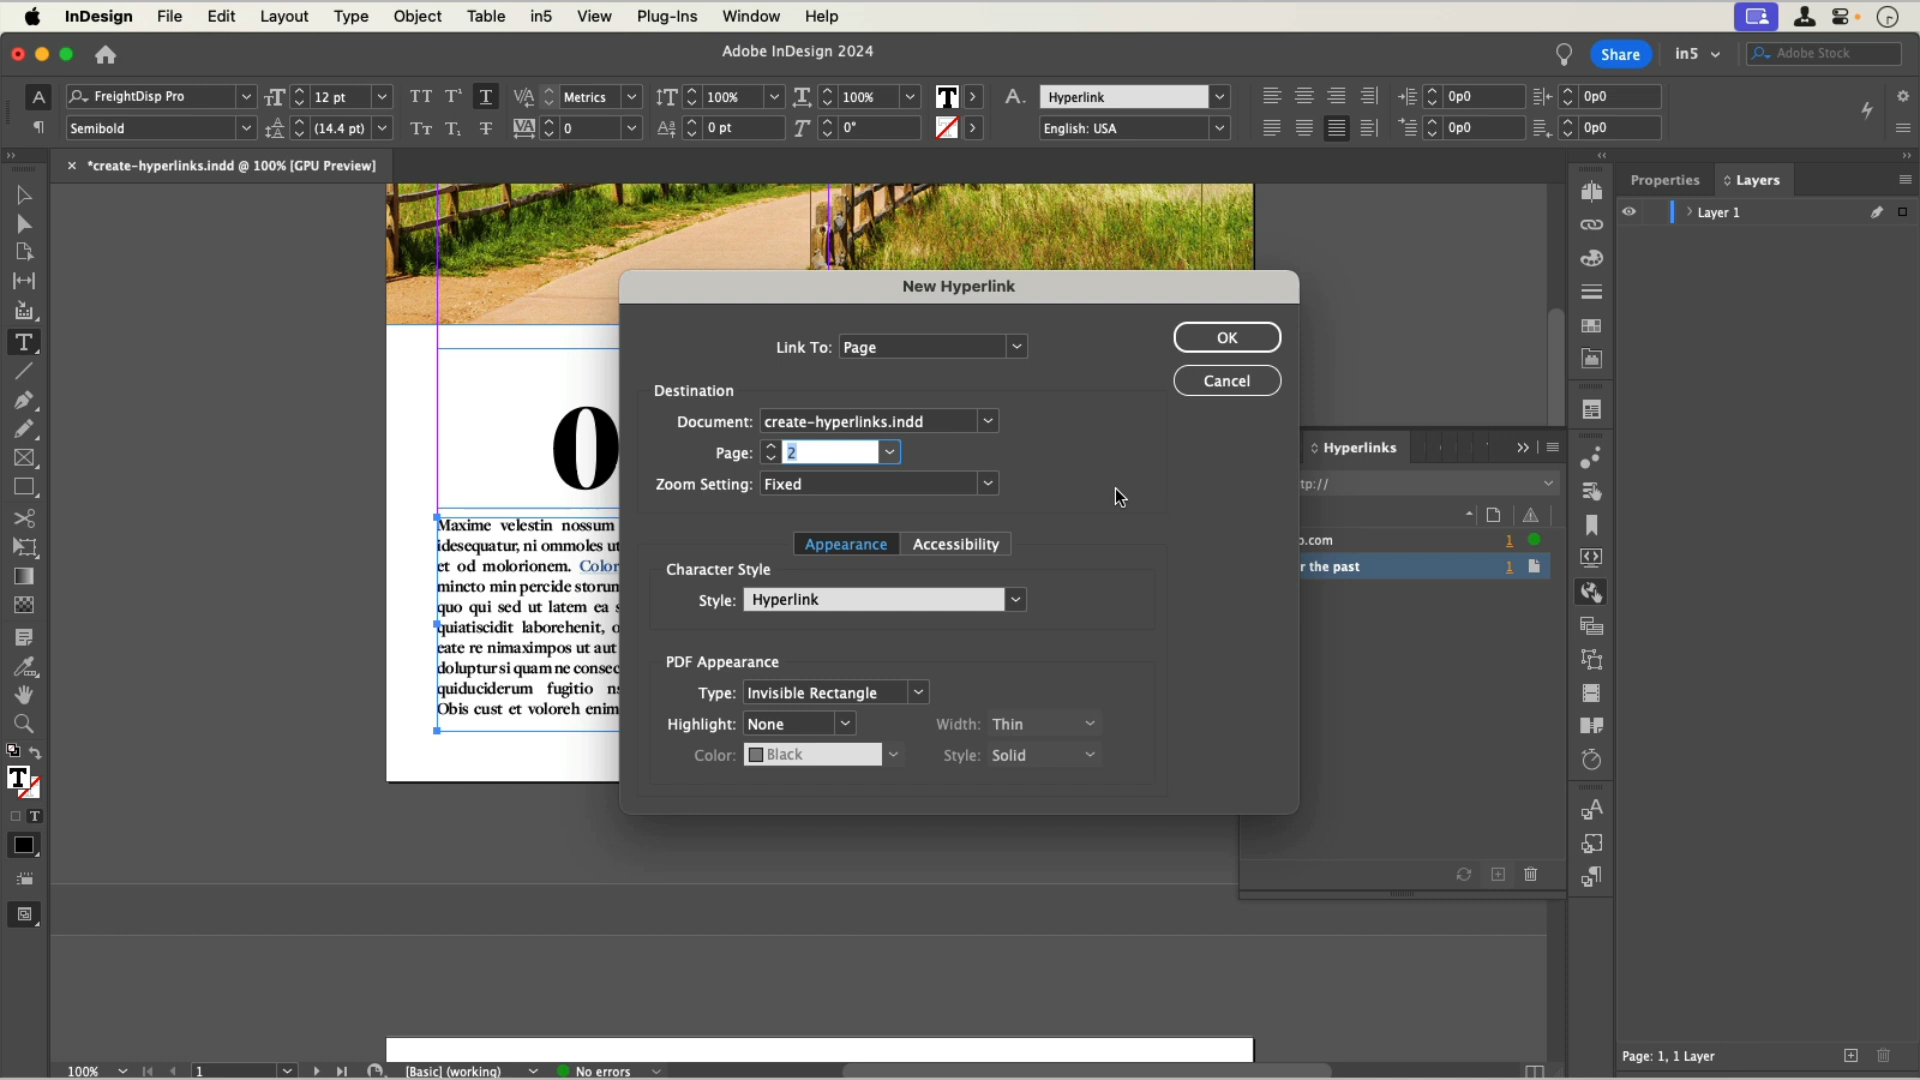 InDesign File Edit Layout Type Object Table in5 View Plug-Ins Window Help
Adobe InDesign 2024
Share
in5
Adobe Stock
FreightDisp Pro
12 pt
Metrics
100%
100%
Hyperlink
0p0
0p0
Semibold
(14.4 pt)
0
0 pt
0°
English: USA
0p0
0p0
*create-hyperlinks.indd @ 100% [GPU Preview]
Properties
Layers
Layer 1
New Hyperlink
Link To: Page
OK
Cancel
Destination
Document: create-hyperlinks.indd
Page: 2
Zoom Setting: Fixed
Appearance
Accessibility
Character Style
Style: Hyperlink
PDF Appearance
Type: Invisible Rectangle
Highlight: None
Width: Thin
Color: Black
Style: Solid
Hyperlinks
tp://
.com
1
r the past
1
Maxime velestin nossum
idesequatur, ni ommoles ut
et od molorionem. Color
mincto min percide storum
quo qui sed ut latem ea s
quiatiscidit laborehenit, o
eate re nimaximpos ut aut
doluptur si quam ne consec
quiduciderum fugitio ns
Obis cust et voloreh enim
100%
1
[Basic] (working)
No errors
Page: 1, 1 Layer